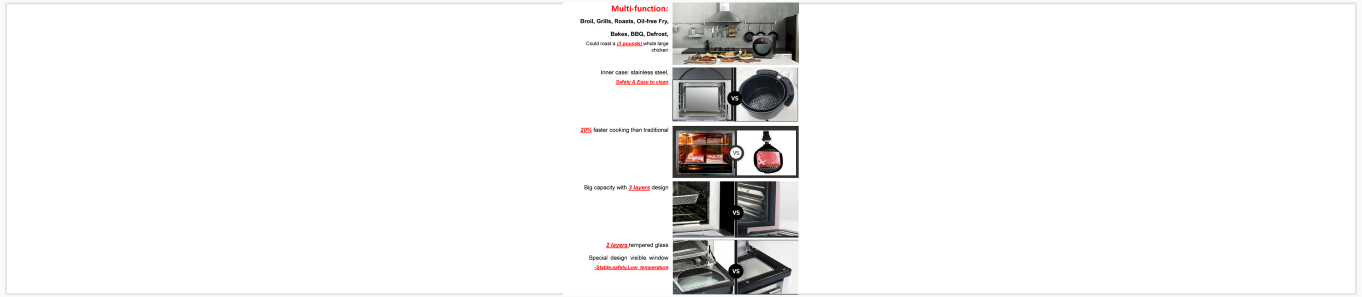 Multi-function:
Broil, Grills, Roasts, Oil-free Fry,
Bakes, BBQ, Defrost,
Could roast a (3 pounds) whole large
chicken
Inner case: stainless steel,
Safety & Easy to clean
VS
20% faster cooking than traditional
VS
Big capacity with 3 layers design
VS
2 layers tempered glass
Special design visible window
-Stable,safety,Low temperature
VS